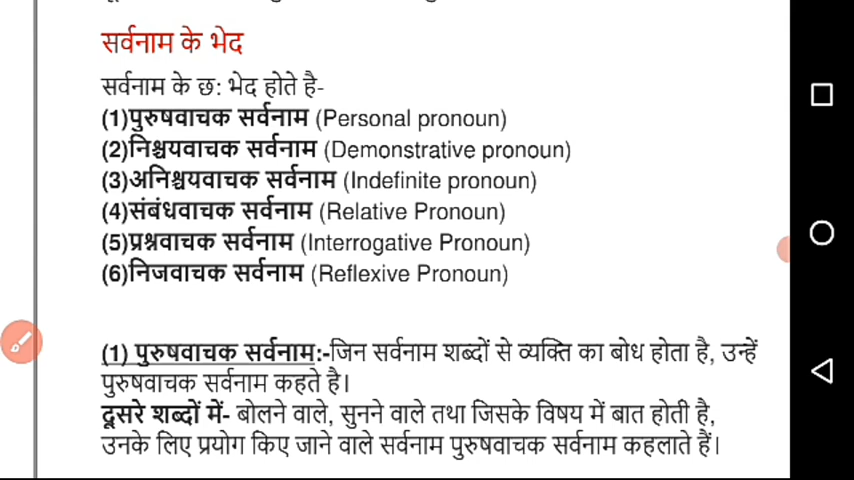 सर्वनाम के भेद
सर्वनाम के छ: भेद होते है-
(1)पुरुषवाचक सर्वनाम (Personal pronoun)
(2)निश्चयवाचक सर्वनाम (Demonstrative pronoun)
(3)अनिश्चयवाचक सर्वनाम (Indefinite pronoun)
(4)संबंधवाचक सर्वनाम (Relative Pronoun)
(5)प्रश्नवाचक सर्वनाम (Interrogative Pronoun)
(6)निजवाचक सर्वनाम (Reflexive Pronoun)
(1) पुरुषवाचक सर्वनाम:-जिन सर्वनाम शब्दों से व्यक्ति का बोध होता है, उन्हें
पुरुषवाचक सर्वनाम कहते है।
दूसरे शब्दों में- बोलने वाले, सुनने वाले तथा जिसके विषय में बात होती है,
उनके लिए प्रयोग किए जाने वाले सर्वनाम पुरुषवाचक सर्वनाम कहलाते हैं।